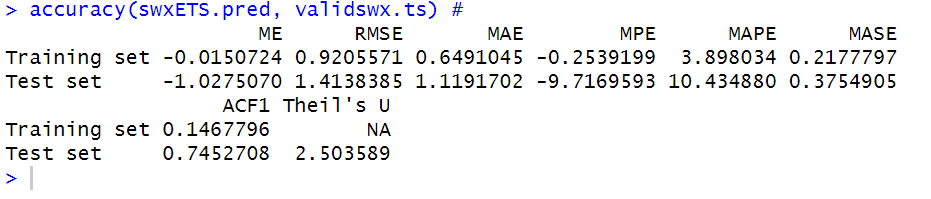 > accuracy(swxETS.pred, validswx.ts) #
ME RMSE MAE MPE MAPE MASE
Training set -0.0150724 0.9205571 0.6491045 -0.2539199 3.898034 0.2177797
Test set -1.0275070 1.4138385 1.1191702 -9.7169593 10.434880 0.3754905
ACF1 Theil's U
Training set 0.1467796 NA
Test set 0.7452708 2.503589
>